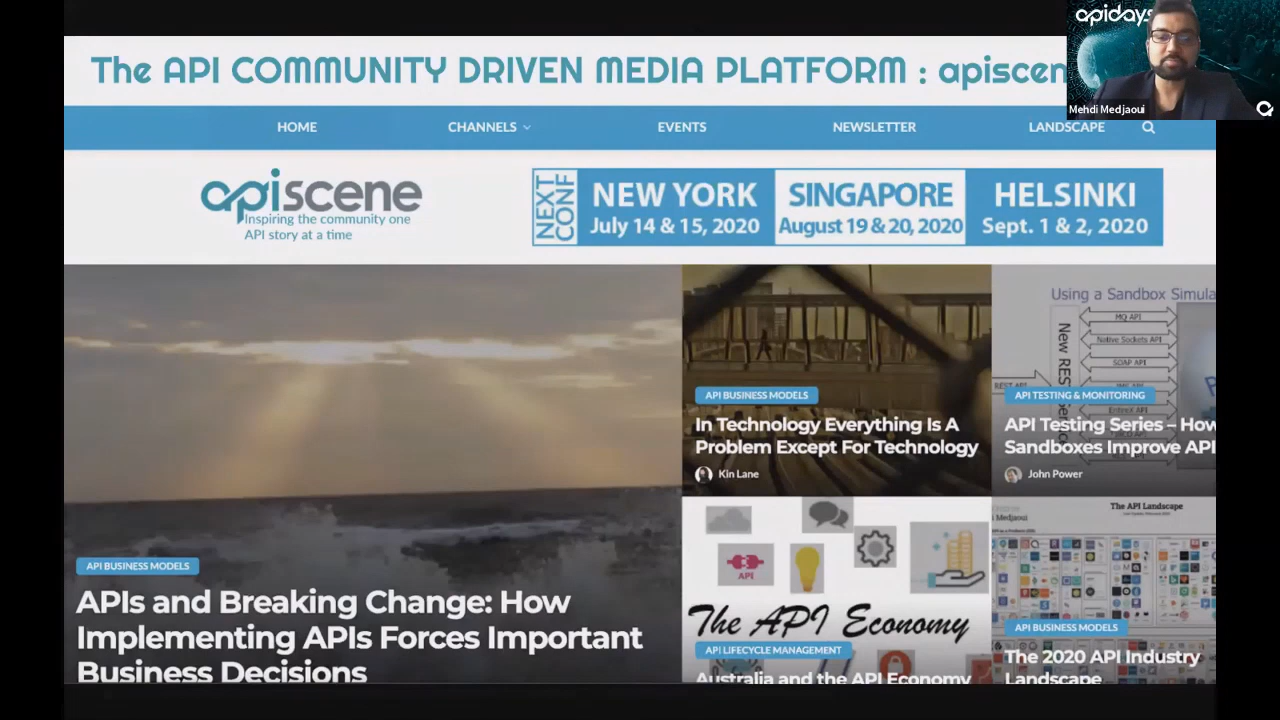 The API COMMUNITY DRIVEN MEDIA PLATFORM : apiscen
apidays
Mehdi Medjaoui
HOME
CHANNELS
EVENTS
NEWSLETTER
LANDSCAPE
apiscene
Inspiring the community one
API story at a time
NEXT
CONF
NEW YORK
July 14 & 15, 2020
SINGAPORE
August 19 & 20, 2020
HELSINKI
Sept. 1 & 2, 2020
API BUSINESS MODELS
APIs and Breaking Change: How
Implementing APIs Forces Important
Business Decisions
API BUSINESS MODELS
In Technology Everything Is A
Problem Except For Technology
Kin Lane
Using a Sandbox Simula
MQ API
Native Sockets API
SOAP API
New RES
REST API
API TESTING & MONITORING
API Testing Series – How
Sandboxes Improve API
John Power
API
The API Economy
API LIFECYCLE MANAGEMENT
Australia and the API Economy
The API Landscape
Medjaoui
API BUSINESS MODELS
The 2020 API Industry
Landscape